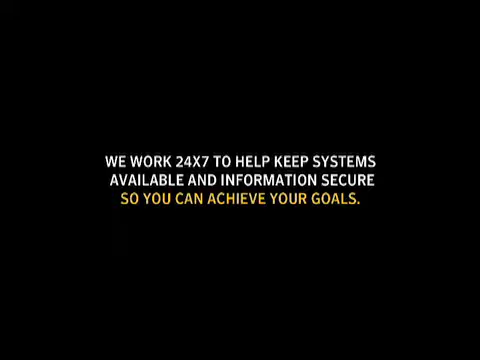 WE WORK 24X7 TO HELP KEEP SYSTEMS
AVAILABLE AND INFORMATION SECURE
SO YOU CAN ACHIEVE YOUR GOALS.